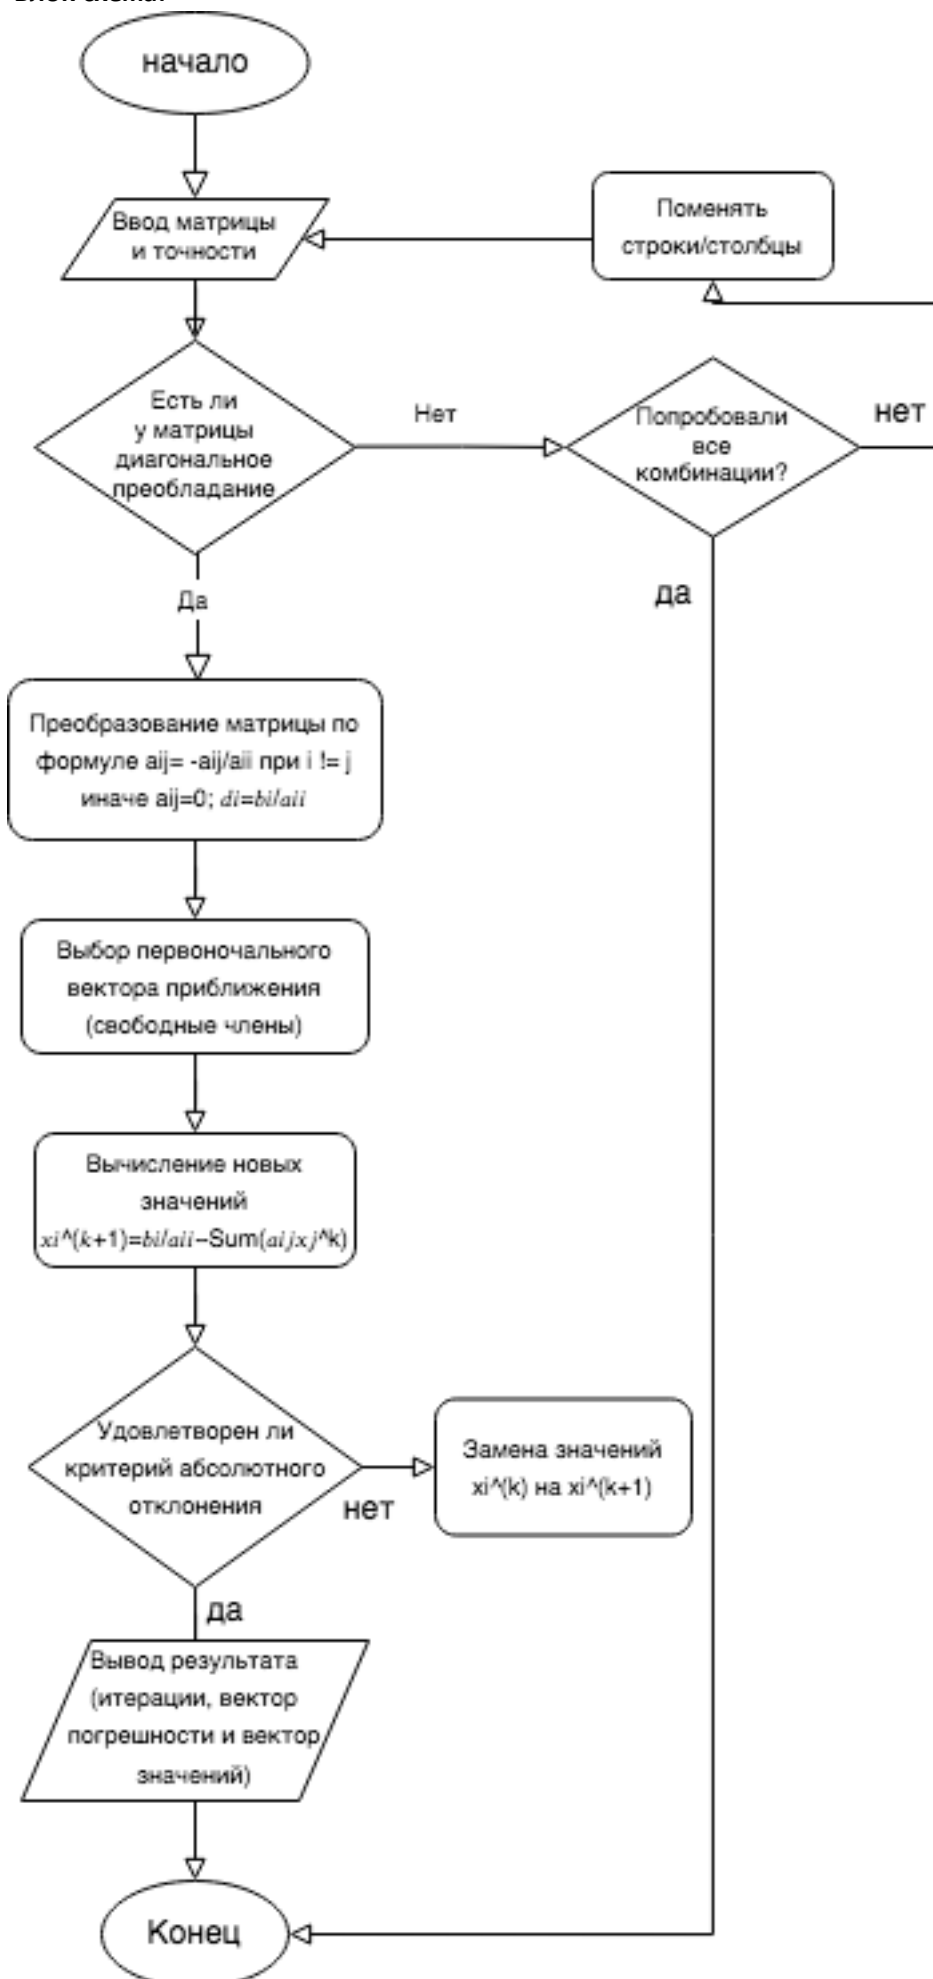 начало
Ввод матрицы
и точности
Поменять
строки/столбцы
Есть ли
у матрицы
диагональное
преобладание
Нет
Попробовали
все
комбинации?
нет
да
Да
Преобразование матрицы по
формуле aij= -aij/aii при i != j
иначе aij=0; di=bi/aii
Выбор первоночального
вектора приближения
(свободные члены)
Вычисление новых
значений
xi^(k+1)=bi/aii–Sum(aijxj^k)
Удовлетворен ли
критерий абсолютного
отклонения
нет
Замена значений
xi^(k) на xi^(k+1)
да
Вывод результата
(итерации, вектор
погрешности и вектор
значений)
Конец